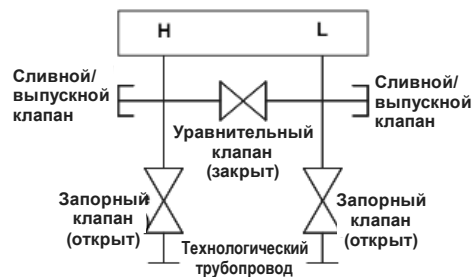 H
L
Сливной/
выпускной
клапан
Сливной/
выпускной
клапан
Уравнительный
клапан
(закрыт)
Запорный
клапан
(открыт)
Запорный
клапан
(открыт)
Технологический
трубопровод